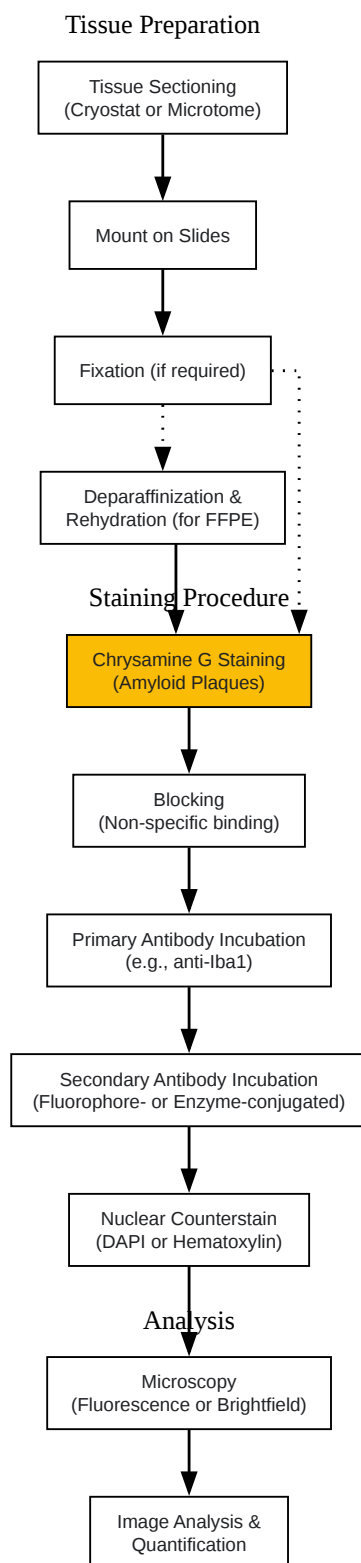 Tissue Preparation
Tissue Sectioning
(Cryostat or Microtome)
Mount on Slides
Fixation (if required)
Deparaffinization &
Rehydration (for FFPE)
Staining Procedure
Chrysamine G Staining
(Amyloid Plaques)
Blocking
(Non-specific binding)
Primary Antibody Incubation
(e.g., anti-Iba1)
Secondary Antibody Incubation
(Fluorophore- or Enzyme-conjugated)
Nuclear Counterstain
(DAPI or Hematoxylin)
Analysis
Microscopy
(Fluorescence or Brightfield)
Image Analysis &
Quantification